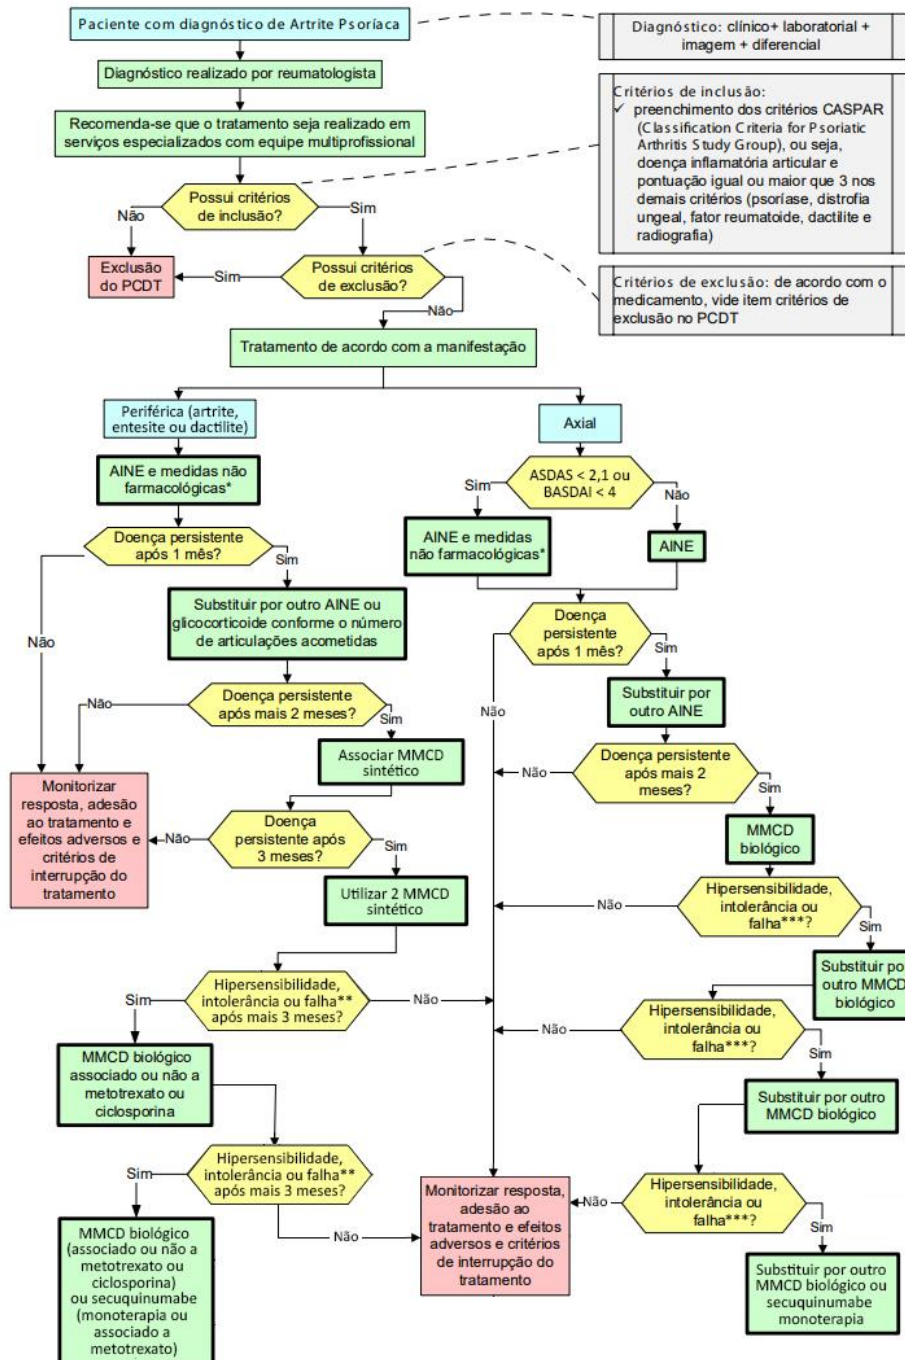 Paciente com diagnóstico de Artrite Psoríaca
Diagnóstico: clínico+ laboratorial +
imagem + diferencial
Diagnóstico realizado por reumatologista
Recomenda-se que o tratamento seja realizado em
serviços especializados com equipe multiprofissional
Critérios de inclusão:
✓ preenchimento dos critérios CASPAR
(Classification Criteria for Psoriatic
Arthritis Study Group), ou seja,
doença inflamatória articular e
pontuação igual ou maior que 3 nos
demais critérios (psoríase, distrofia
ungeal, fator reumatoide, dactilite e
radiografia)
Possui critérios
de inclusão?
Não
Sim
Exclusão
do PCDT
Sim
Possui critérios
de exclusão?
Não
Critérios de exclusão: de acordo com o
medicamento, vide item critérios de
exclusão no PCDT
Tratamento de acordo com a manifestação
Periférica (artrite,
entesite ou dactilite)
AINE e medidas não
farmacológicas*
Doença persistente
após 1 mês?
Não
Sim
Substituir por outro AINE ou
glicocorticoide conforme o número
de articulações acometidas
Doença persistente
após mais 2 meses?
Não
Sim
Associar MMCD
sintético
Doença
persistente após
3 meses?
Não
Sim
Monitorizar
resposta, adesão
ao tratamento e
efeitos adversos e
critérios de
interrupção do
tratamento
Utilizar 2 MMCD
sintético
Hipersensibilidade,
intolerância ou falha**
após mais 3 meses?
Sim
Não
MMCD biológico
associado ou não a
metotrexato ou
ciclosporina
Hipersensibilidade,
intolerância ou falha**
após mais 3 meses?
Sim
Não
MMCD biológico
(associado ou não a
metotrexato ou
ciclosporina)
ou secuquinumabe
(monoterapia ou
associado a
metotrexato)
Axial
ASDAS < 2,1 ou
BASDAI < 4
Sim
Não
AINE e medidas
não farmacológicas*
AINE
Doença
persistente
após 1 mês?
Não
Sim
Substituir por
outro AINE
Doença persistente
após mais 2
meses?
Não
Sim
MMCD
biológico
Hipersensibilidade,
intolerância ou
falha***?
Não
Sim
Substituir por
outro MMCD
biológico
Hipersensibilidade,
intolerância ou
falha***?
Não
Sim
Substituir por outro
MMCD biológico
Hipersensibilidade,
intolerância ou
falha***?
Não
Sim
Monitorizar resposta,
adesão ao
tratamento e efeitos
adversos e critérios
de interrupção do
tratamento
Substituir por outro
MMCD biológico ou
secuquinumabe
monoterapia